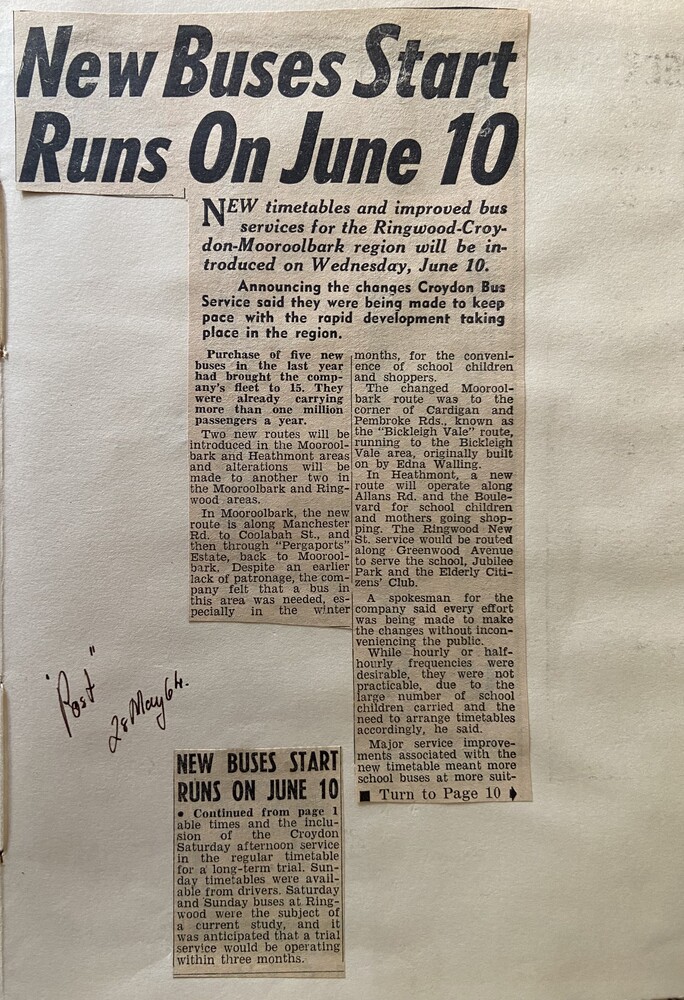 New Buses Start
Runs On June 10
NEW timetables and improved bus
services for the Ringwood-Croy-
don-Mooroolbark region will be in-
troduced on Wednesday, June 10.
Announcing the changes Croydon Bus
Service said they were being made to keep
pace with the rapid development taking
place in the region.
Purchase of five new
buses in the last year
had brought the comp-
any's fleet to 15. They
were already carrying
more than one million
passengers a year.
Two new routes will be
introduced in the Moorool-
bark and Heathmont areas
and alterations will be
made to another two in
the Mooroolbark and Ring-
wood areas.
In Mooroolbark, the new
route is along Manchester
Rd. to Coolabah St., and
then through "Pergaports"
Estate, back to Moorool-
bark. Despite an earlier
lack of patronage, the com-
pany felt that a bus in
this area was needed, es-
pecially in the winter
months, for the conveni-
ence of school children
and shoppers.
The changed Moorool-
bark route was to the
corner of Cardigan and
Pembroke Rds., known as
the "Bickleigh Vale" route,
running to the Bickleigh
Vale area, originally built
on by Edna Walling.
In Heathmont, a new
route will operate along
Allans Rd. and the Boule-
vard for school children
and mothers going shop-
ping. The Ringwood New
St. service would be routed
along Greenwood Avenue
to serve the school, Jubilee
Park and the Elderly Citi-
zens' Club.
A spokesman for the
company said every effort
was being made to make
the changes without incon-
veniencing the public.
While hourly or half-
hourly frequencies were
desirable, they were not
practicable, due to the
large number of school
children carried and the
need to arrange timetables
accordingly, he said.
Major service improve-
ments associated with the
new timetable meant more
school buses at more suit-
■ Turn to Page 10
"Post"
28 May 64.
NEW BUSES START
RUNS ON JUNE 10
• Continued from page 1
able times and the inclu-
sion of the Croydon
Saturday afternoon service
in the regular timetable
for a long-term trial. Sun-
day timetables were avail-
able from drivers. Saturday
and Sunday buses at Ring-
wood were the subject of
a current study, and it
was anticipated that a trial
service would be operating
within three months.